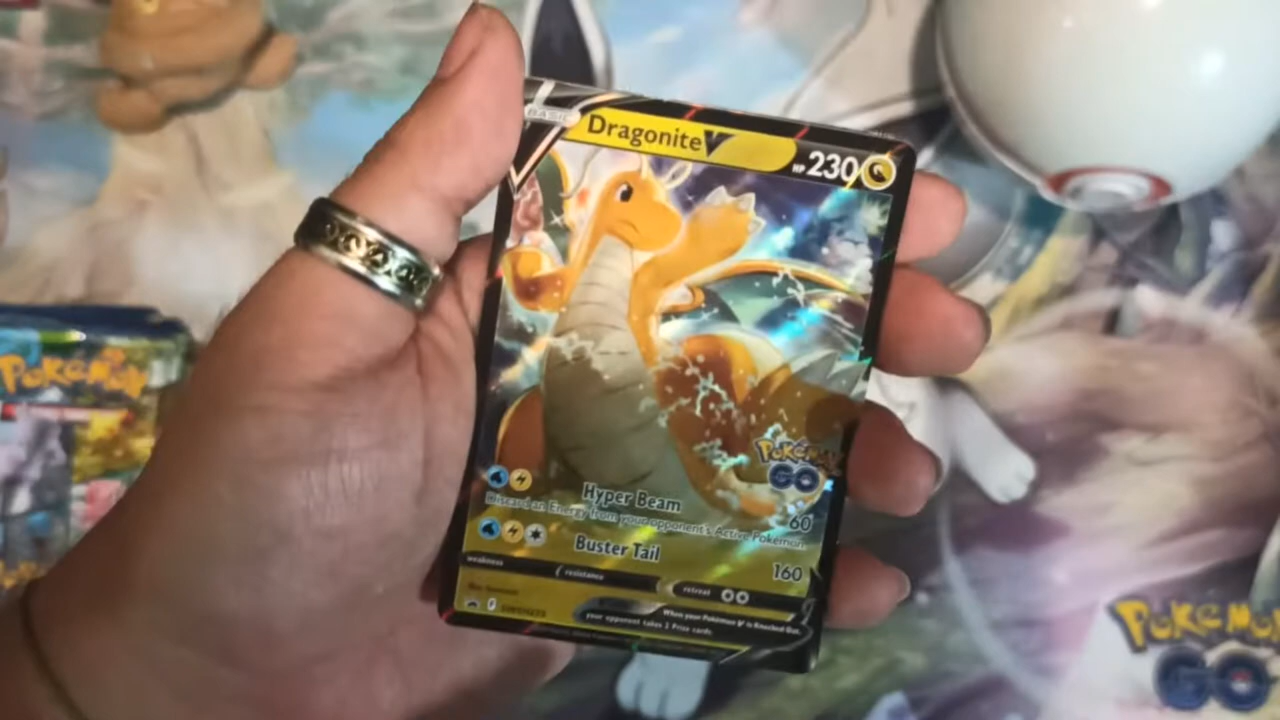 BASIC Dragonite V HP 230
POKéMON
GO
Hyper Beam 60
Discard an Energy from your opponent's Active Pokémon.
Buster Tail 160
weakness resistance retreat
When your Pokémon V is Knocked Out,
your opponent takes 2 Prize cards.
POKéMON
POKéMON
GO